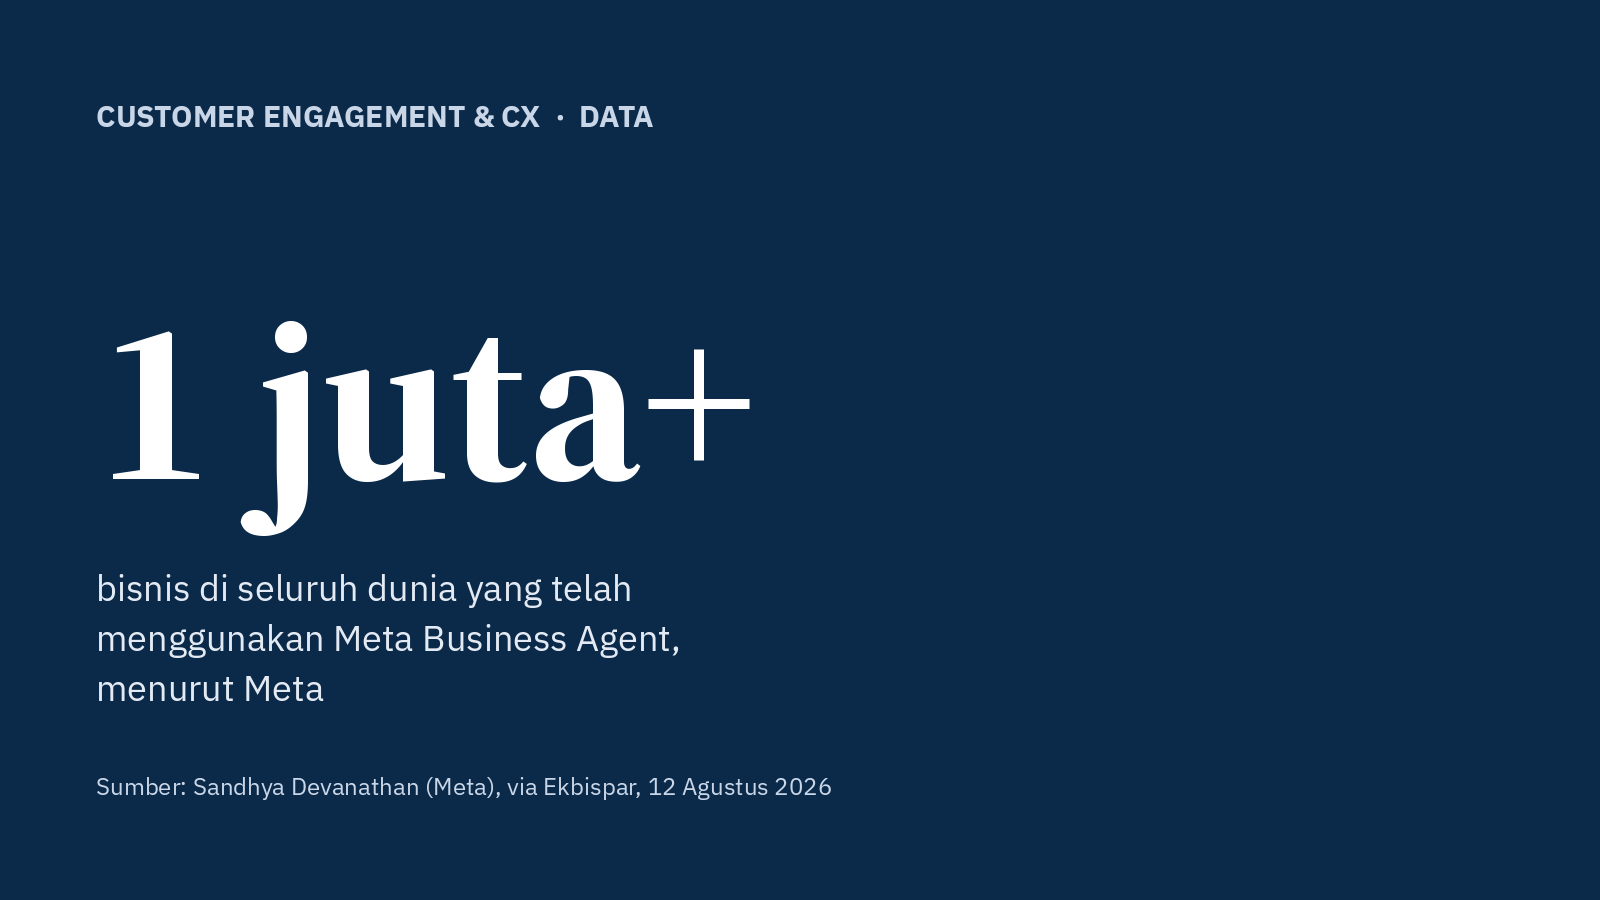 CUSTOMER ENGAGEMENT & CX · DATA
1 juta+
bisnis di seluruh dunia yang telah
menggunakan Meta Business Agent,
menurut Meta
Sumber: Sandhya Devanathan (Meta), via Ekbispar, 12 Agustus 2026